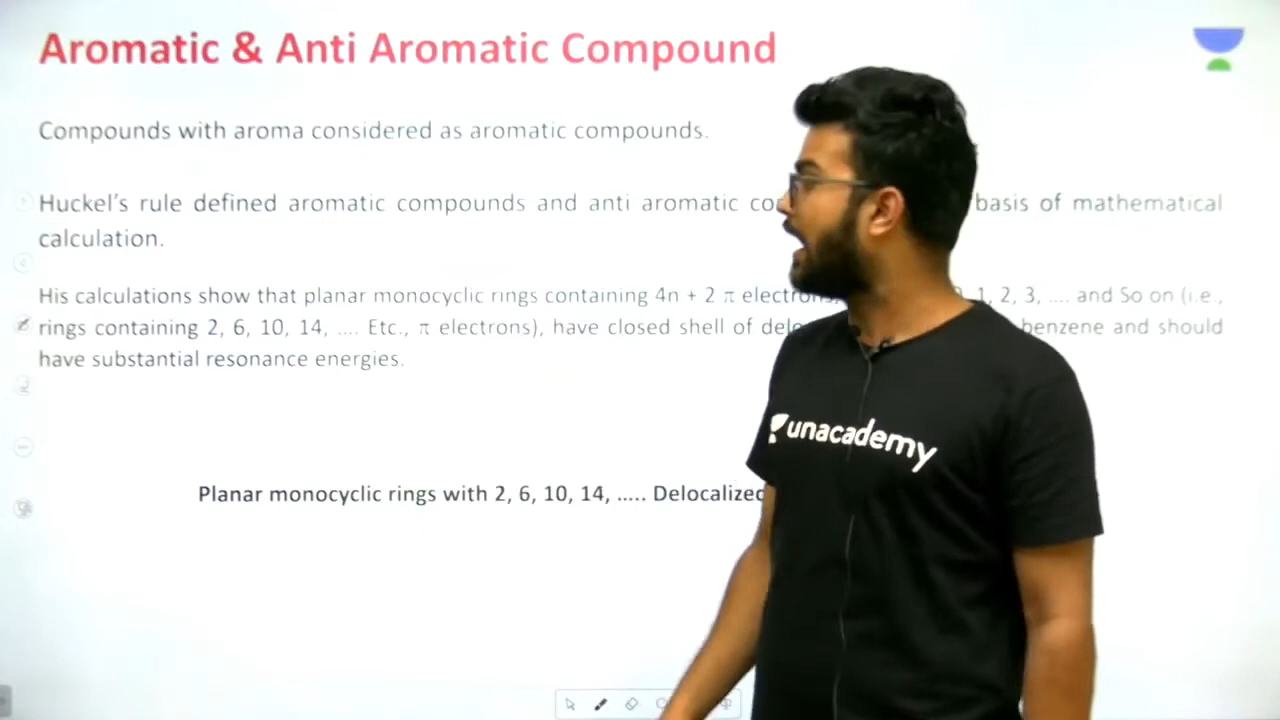 Aromatic & Anti Aromatic Compound
Compounds with aroma considered as aromatic compounds.
Huckel's rule defined aromatic compounds and anti aromatic basis of mathematical
calculation.
His calculations show that planar monocyclic rings containing 4n + 2 π electrons, 1, 2, 3, .... and So on (i.e.,
rings containing 2, 6, 10, 14, .... Etc., π electrons), have closed shell of benzene and should
have substantial resonance energies.
Planar monocyclic rings with 2, 6, 10, 14, ..... Delocalized
unacademy